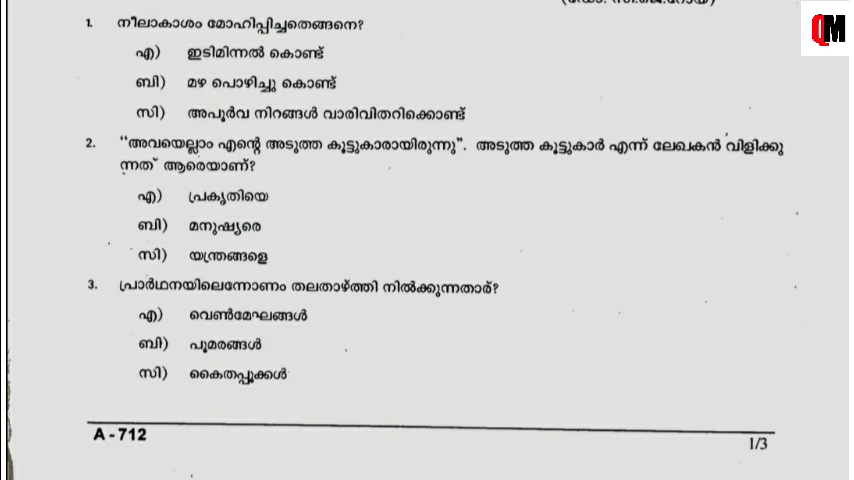 QM
1. നീലാകാശം മോഹിപ്പിച്ചതെങ്ങനെ?
എ) ഇടിമിന്നൽ കൊണ്ട്
ബി) മഴ പൊഴിച്ചു കൊണ്ട്
സി) അപൂർവ നിറങ്ങൾ വാരിവിതറിക്കൊണ്ട്
2. “അവയെല്ലാം എന്റെ അടുത്ത കൂട്ടുകാരായിരുന്നു”. അടുത്ത കൂട്ടുകാർ എന്ന് ലേഖകൻ വിളിക്കു
ന്നത് ആരെയാണ്?
എ) പ്രകൃതിയെ
ബി) മനുഷ്യരെ
സി) യന്ത്രങ്ങളെ
3. പ്രാർഥനയിലെന്നോണം തലതാഴ്ത്തി നിൽക്കുന്നതാര്?
എ) വെൺമേഘങ്ങൾ
ബി) പൂമരങ്ങൾ
സി) കൈതപ്പൂക്കൾ
A - 712
1/3